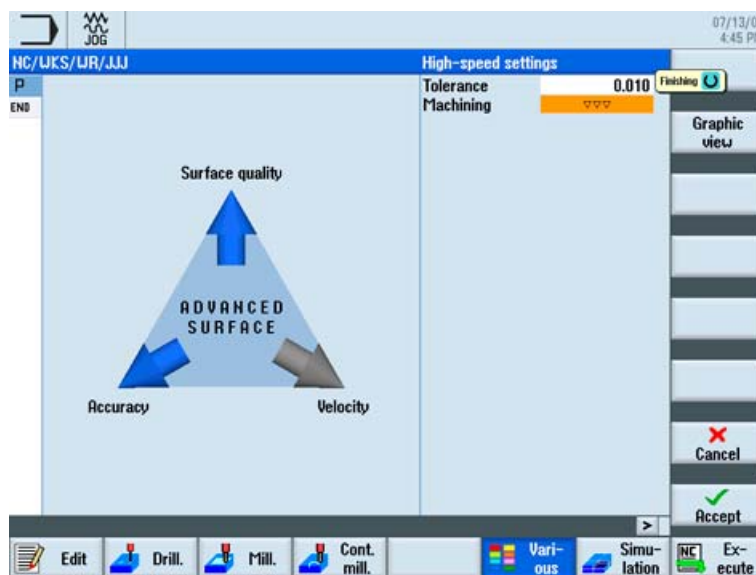 07/13/0
4:45 P
JOG
NC/WKS/WR/JJJ
High-speed settings
P
END
Tolerance 0.010
Finishing
Machining ▽▽▽
Graphic
view
Surface quality
ADVANCED
SURFACE
Accuracy
Velocity
Cancel
>
Accept
Edit
Drill.
Mill.
Cont.
mill.
Vari-
ous
Simu-
lation
NC
Ex-
ecute